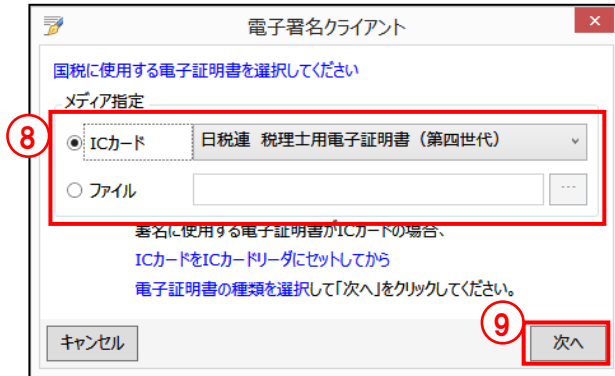 電子署名クライアント
国税に使用する電子証明書を選択してください
メディア指定
⑧
ICカード
日税連 税理士用電子証明書（第四世代）
ファイル
...
署名に使用する電子証明書がICカードの場合、
ICカードをICカードリーダにセットしてから
電子証明書の種類を選択して「次へ」をクリックしてください。
⑨
キャンセル
次へ